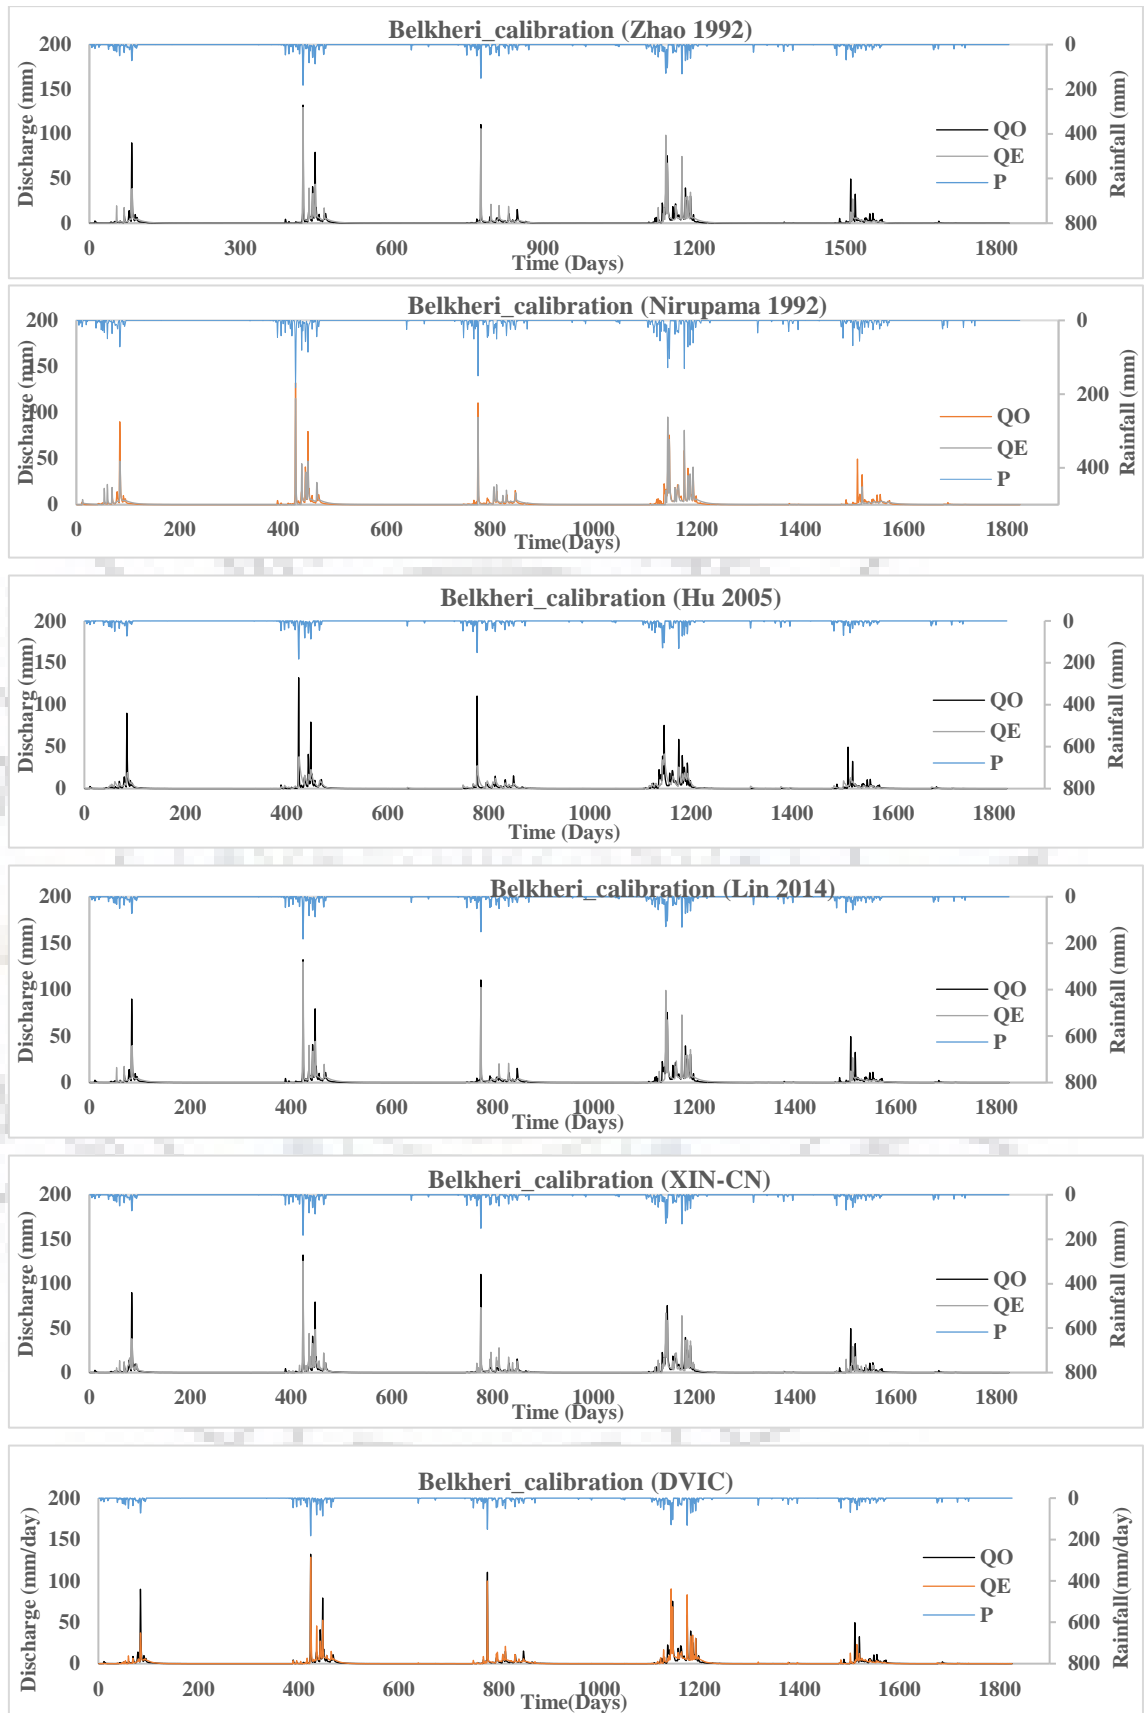 Belkheri_calibration (Zhao 1992)
Discharge (mm)
200
150
100
50
0
0
200
400
600
800
Rainfall (mm)
QO
QE
P
0 300 600 900 1200 1500 1800
Time (Days)
Belkheri_calibration (Nirupama 1992)
Discharge (mm)
200
150
100
50
0
0
200
400
Rainfall (mm)
QO
QE
P
0 200 400 600 800 1000 1200 1400 1600 1800
Time(Days)
Belkheri_calibration (Hu 2005)
Discharg (mm)
200
150
100
50
0
0
200
400
600
800
Rainfall (mm)
QO
QE
P
0 200 400 600 800 1000 1200 1400 1600 1800
Time (Days)
Belkheri_calibration (Lin 2014)
Discharge (mm)
200
150
100
50
0
0
200
400
600
800
Rainfall (mm)
QO
QE
P
0 200 400 600 800 1000 1200 1400 1600 1800
Time (Days)
Belkheri_calibration (XIN-CN)
Discharge (mm)
200
150
100
50
0
0
200
400
600
800
Rainfall (mm)
QO
QE
P
0 200 400 600 800 1000 1200 1400 1600 1800
Time (Days)
Belkheri_calibration (DVIC)
Discharge (mm/day)
200
150
100
50
0
0
200
400
600
800
Rainfall(mm/day)
QO
QE
P
0 200 400 600 800 1000 1200 1400 1600 1800
Time(Days)